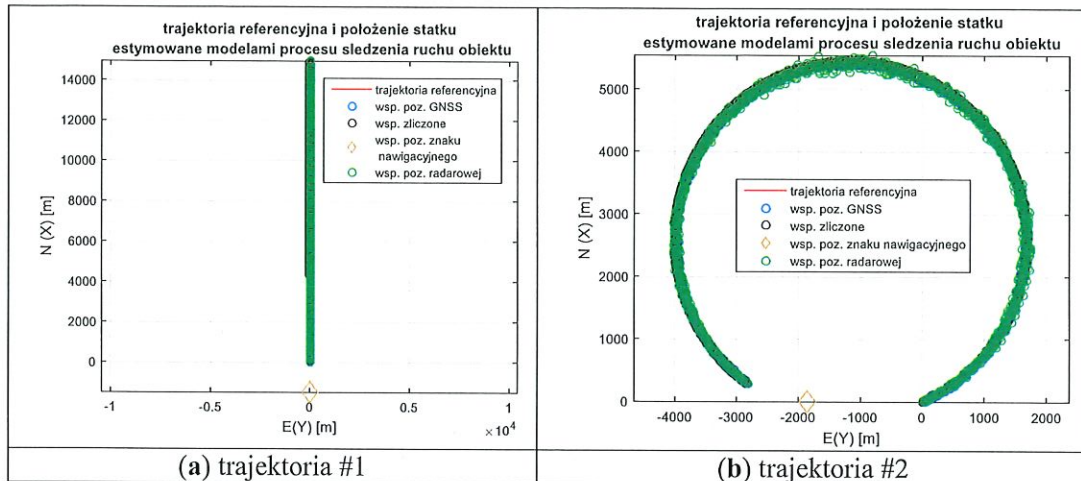 trajektoria referencyjna i położenie statku
estymowane modelami procesu sledzenia ruchu obiektu
14000
12000
10000
8000
6000
4000
2000
0
N (X) [m]
trajektoria referencyjna
wsp. poz. GNSS
wsp. zliczone
wsp. poz. znaku
nawigacyjnego
wsp. poz. radarowej
-1
-0.5
0
0.5
1
× 10⁴
E(Y) [m]
(a) trajektoria #1
trajektoria referencyjna i położenie statku
estymowane modelami procesu sledzenia ruchu obiektu
5000
4000
3000
2000
1000
0
N (X) [m]
trajektoria referencyjna
wsp. poz. GNSS
wsp. zliczone
wsp. poz. znaku nawigacyjnego
wsp. poz. radarowej
-4000
-3000
-2000
-1000
0
1000
2000
E(Y) [m]
(b) trajektoria #2